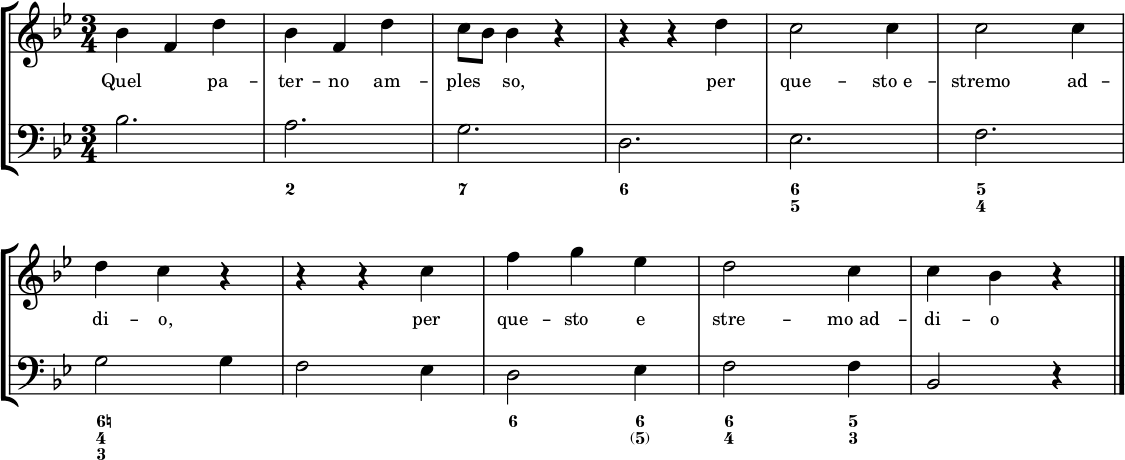 3 4
Quel pa – ter – no am – ples so, per que – sto e – stremo ad –
3 4
2 7 6 6 5
5 4
di – o, per que – sto e stre – mo ad – di – o
6♮ 6 6 6 5
4 (5) 4 3
3